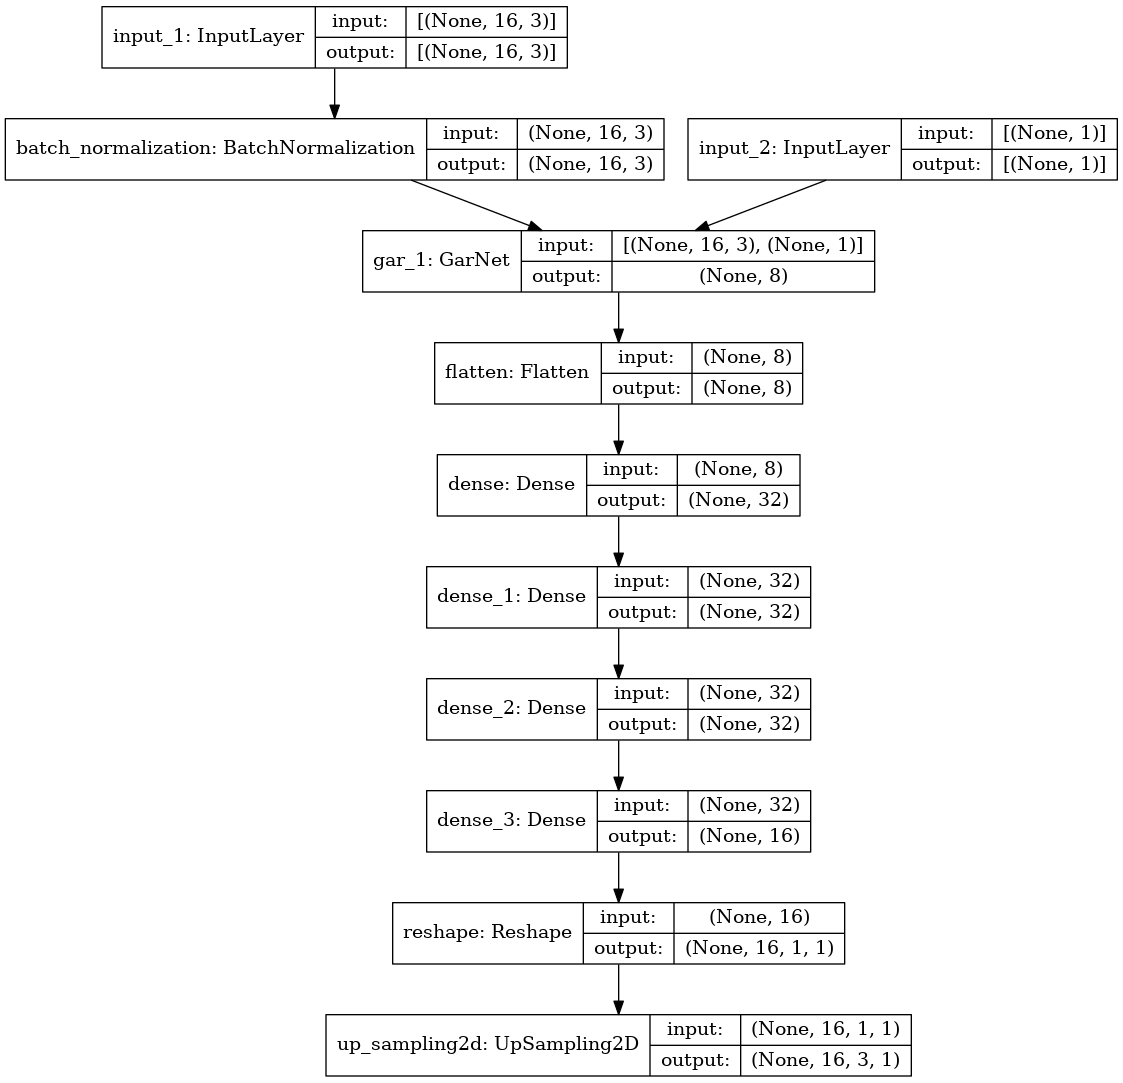 input_1: InputLayer input: [(None, 16, 3)]
output: [(None, 16, 3)]
batch_normalization: BatchNormalization input: (None, 16, 3)
output: (None, 16, 3)
input_2: InputLayer input: [(None, 1)]
output: [(None, 1)]
gar_1: GarNet input: [(None, 16, 3), (None, 1)]
output: (None, 8)
flatten: Flatten input: (None, 8)
output: (None, 8)
dense: Dense input: (None, 8)
output: (None, 32)
dense_1: Dense input: (None, 32)
output: (None, 32)
dense_2: Dense input: (None, 32)
output: (None, 32)
dense_3: Dense input: (None, 32)
output: (None, 16)
reshape: Reshape input: (None, 16)
output: (None, 16, 1, 1)
up_sampling2d: UpSampling2D input: (None, 16, 1, 1)
output: (None, 16, 3, 1)